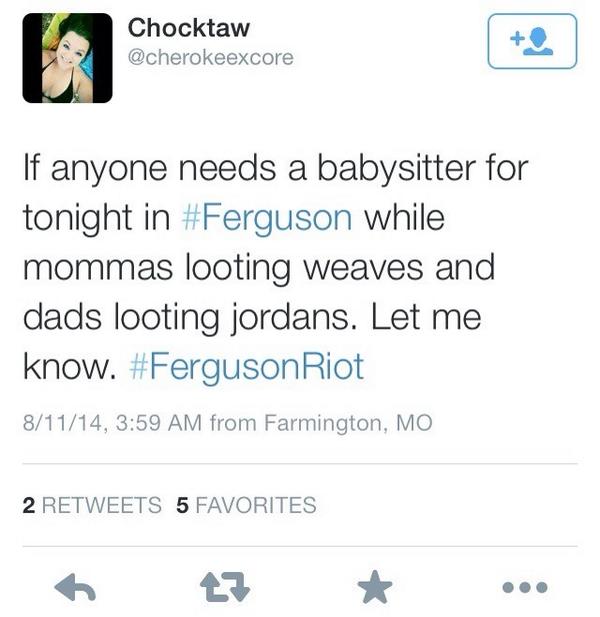 Chocktaw
@cherokeexcore
If anyone needs a babysitter for
tonight in #Ferguson while
mommas looting weaves and
dads looting jordans. Let me
know. #FergusonRiot
8/11/14, 3:59 AM from Farmington, MO
2 RETWEETS 5 FAVORITES